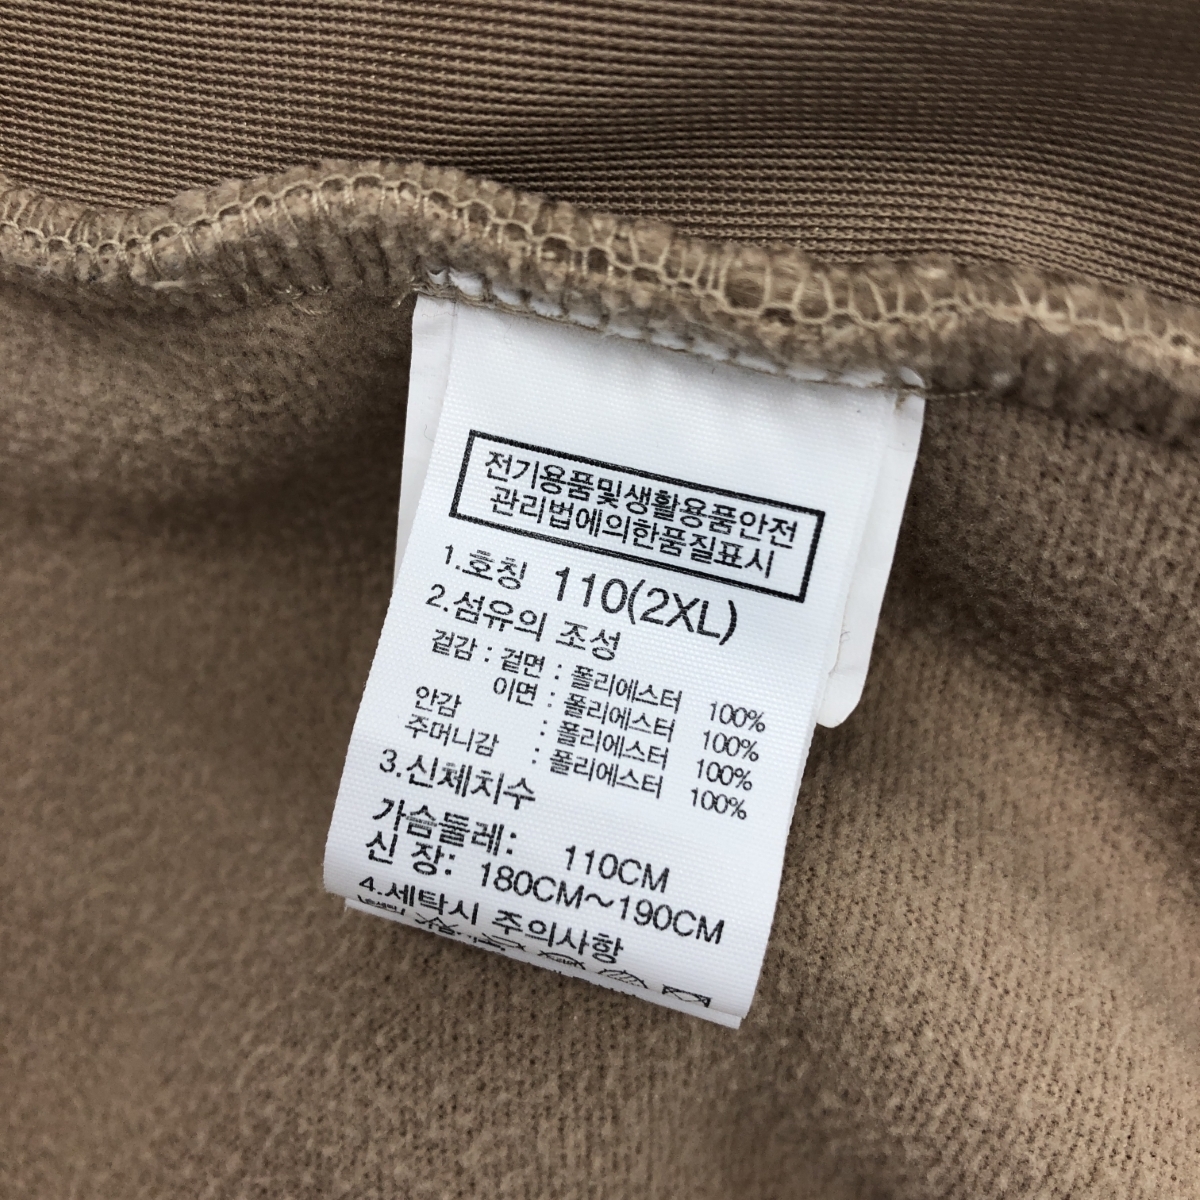 전기용품및생활용품안전
관리법에의한품질표시
1.호칭 110(2XL)
2.섬유의 조성
겉감 : 겉면 : 폴리에스터 100%
이면 : 폴리에스터 100%
안감 : 폴리에스터 100%
주머니감 : 폴리에스터 100%
3.신체치수
가슴둘레: 110CM
신 장: 180CM~190CM
4.세탁시 주의사항